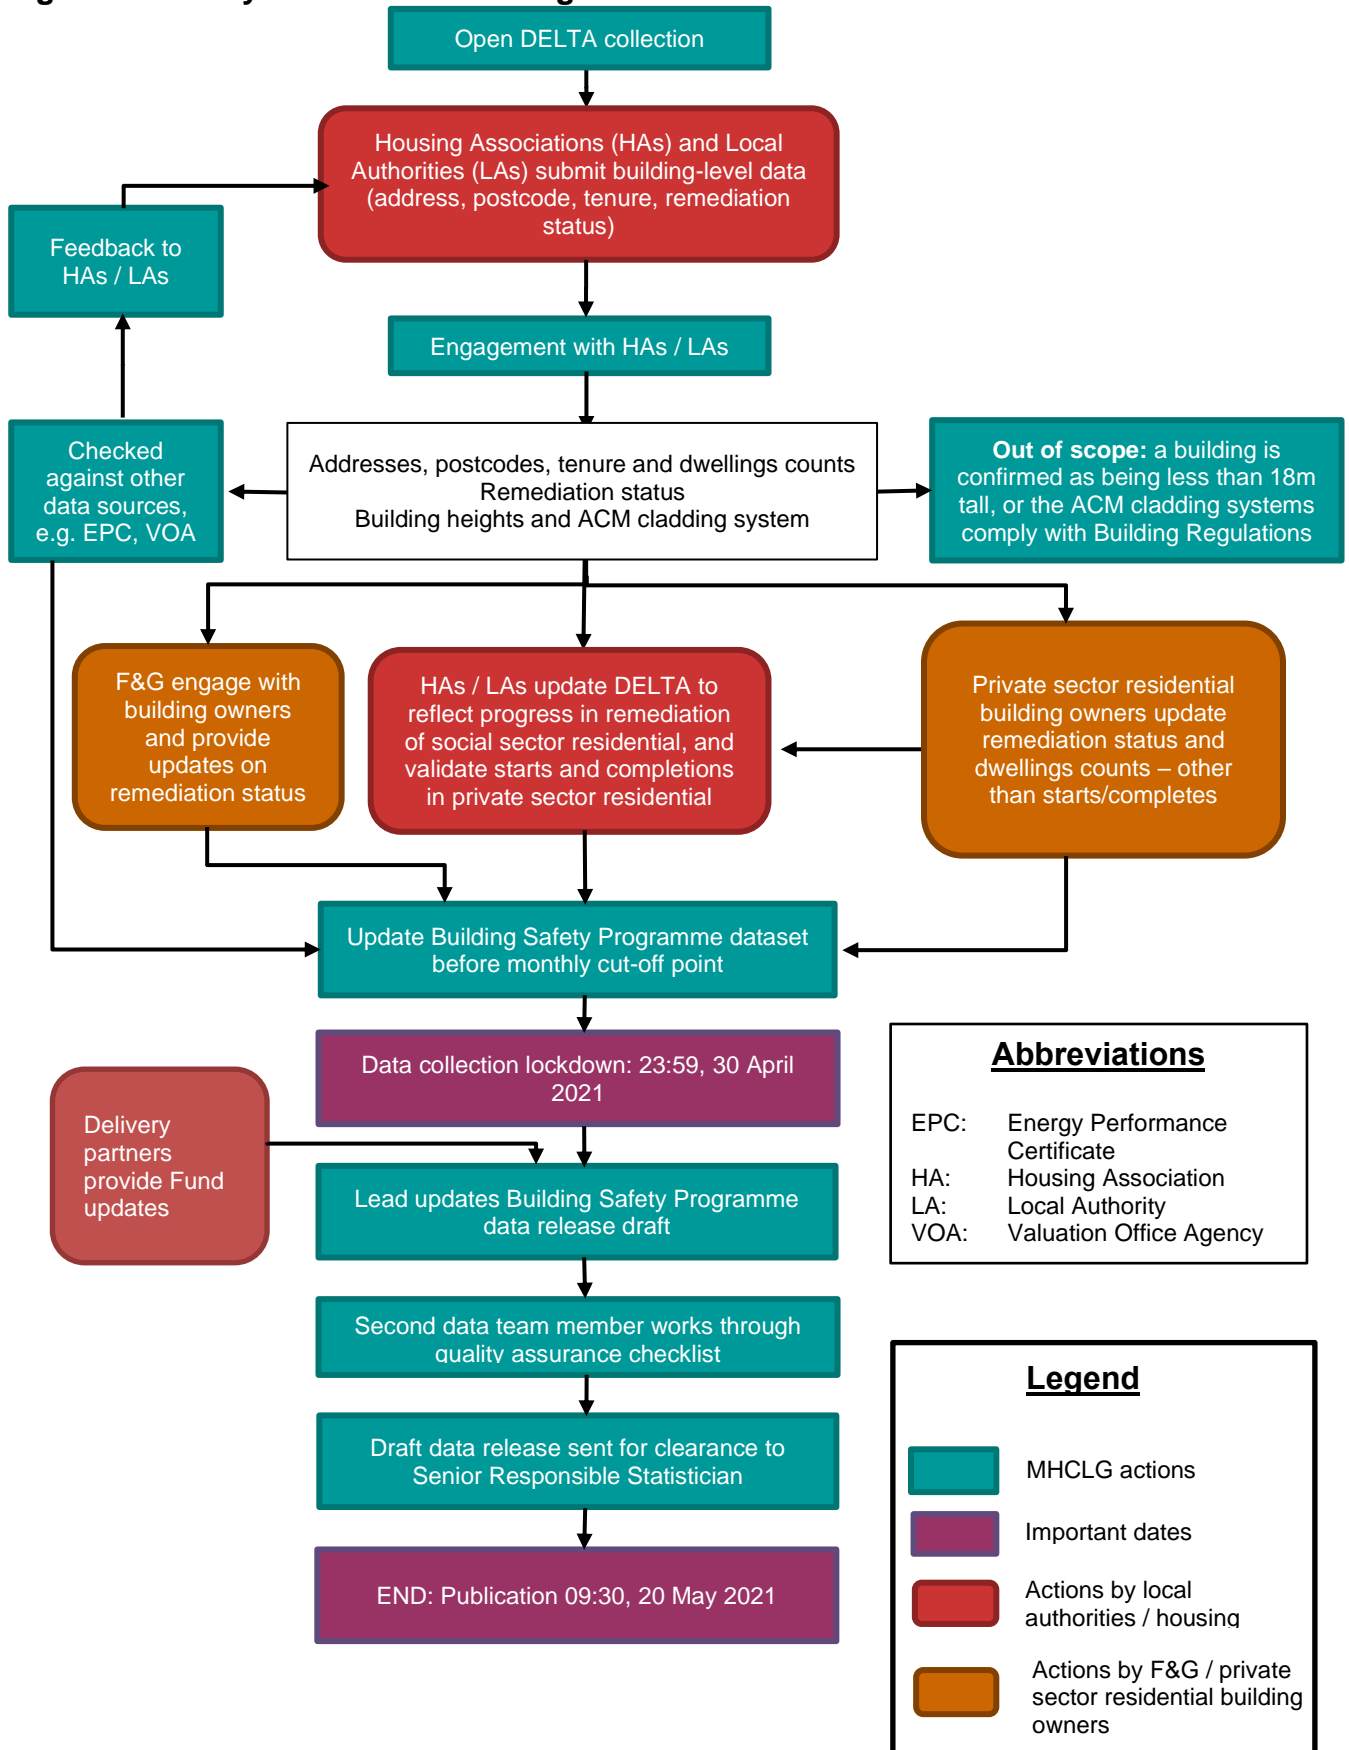 Open DELTA collection
Housing Associations (HAs) and Local
Authorities (LAs) submit building-level data
(address, postcode, tenure, remediation
status)
Feedback to
HAs / LAs
Engagement with HAs / LAs
Checked
against other
data sources,
e.g. EPC, VOA
Addresses, postcodes, tenure and dwellings counts
Remediation status
Building heights and ACM cladding system
Out of scope: a building is
confirmed as being less than 18m
tall, or the ACM cladding systems
comply with Building Regulations
F&G engage with
building owners
and provide
updates on
remediation status
HAs / LAs update DELTA to
reflect progress in remediation
of social sector residential, and
validate starts and completions
in private sector residential
Private sector residential
building owners update
remediation status and
dwellings counts – other
than starts/completes
Update Building Safety Programme dataset
before monthly cut-off point
Data collection lockdown: 23:59, 30 April
2021
Delivery
partners
provide Fund
updates
Lead updates Building Safety Programme
data release draft
Second data team member works through
quality assurance checklist
Draft data release sent for clearance to
Senior Responsible Statistician
END: Publication 09:30, 20 May 2021
Abbreviations
EPC: Energy Performance
Certificate
HA: Housing Association
LA: Local Authority
VOA: Valuation Office Agency
Legend
MHCLG actions
Important dates
Actions by local
authorities / housing
Actions by F&G / private
sector residential building
owners